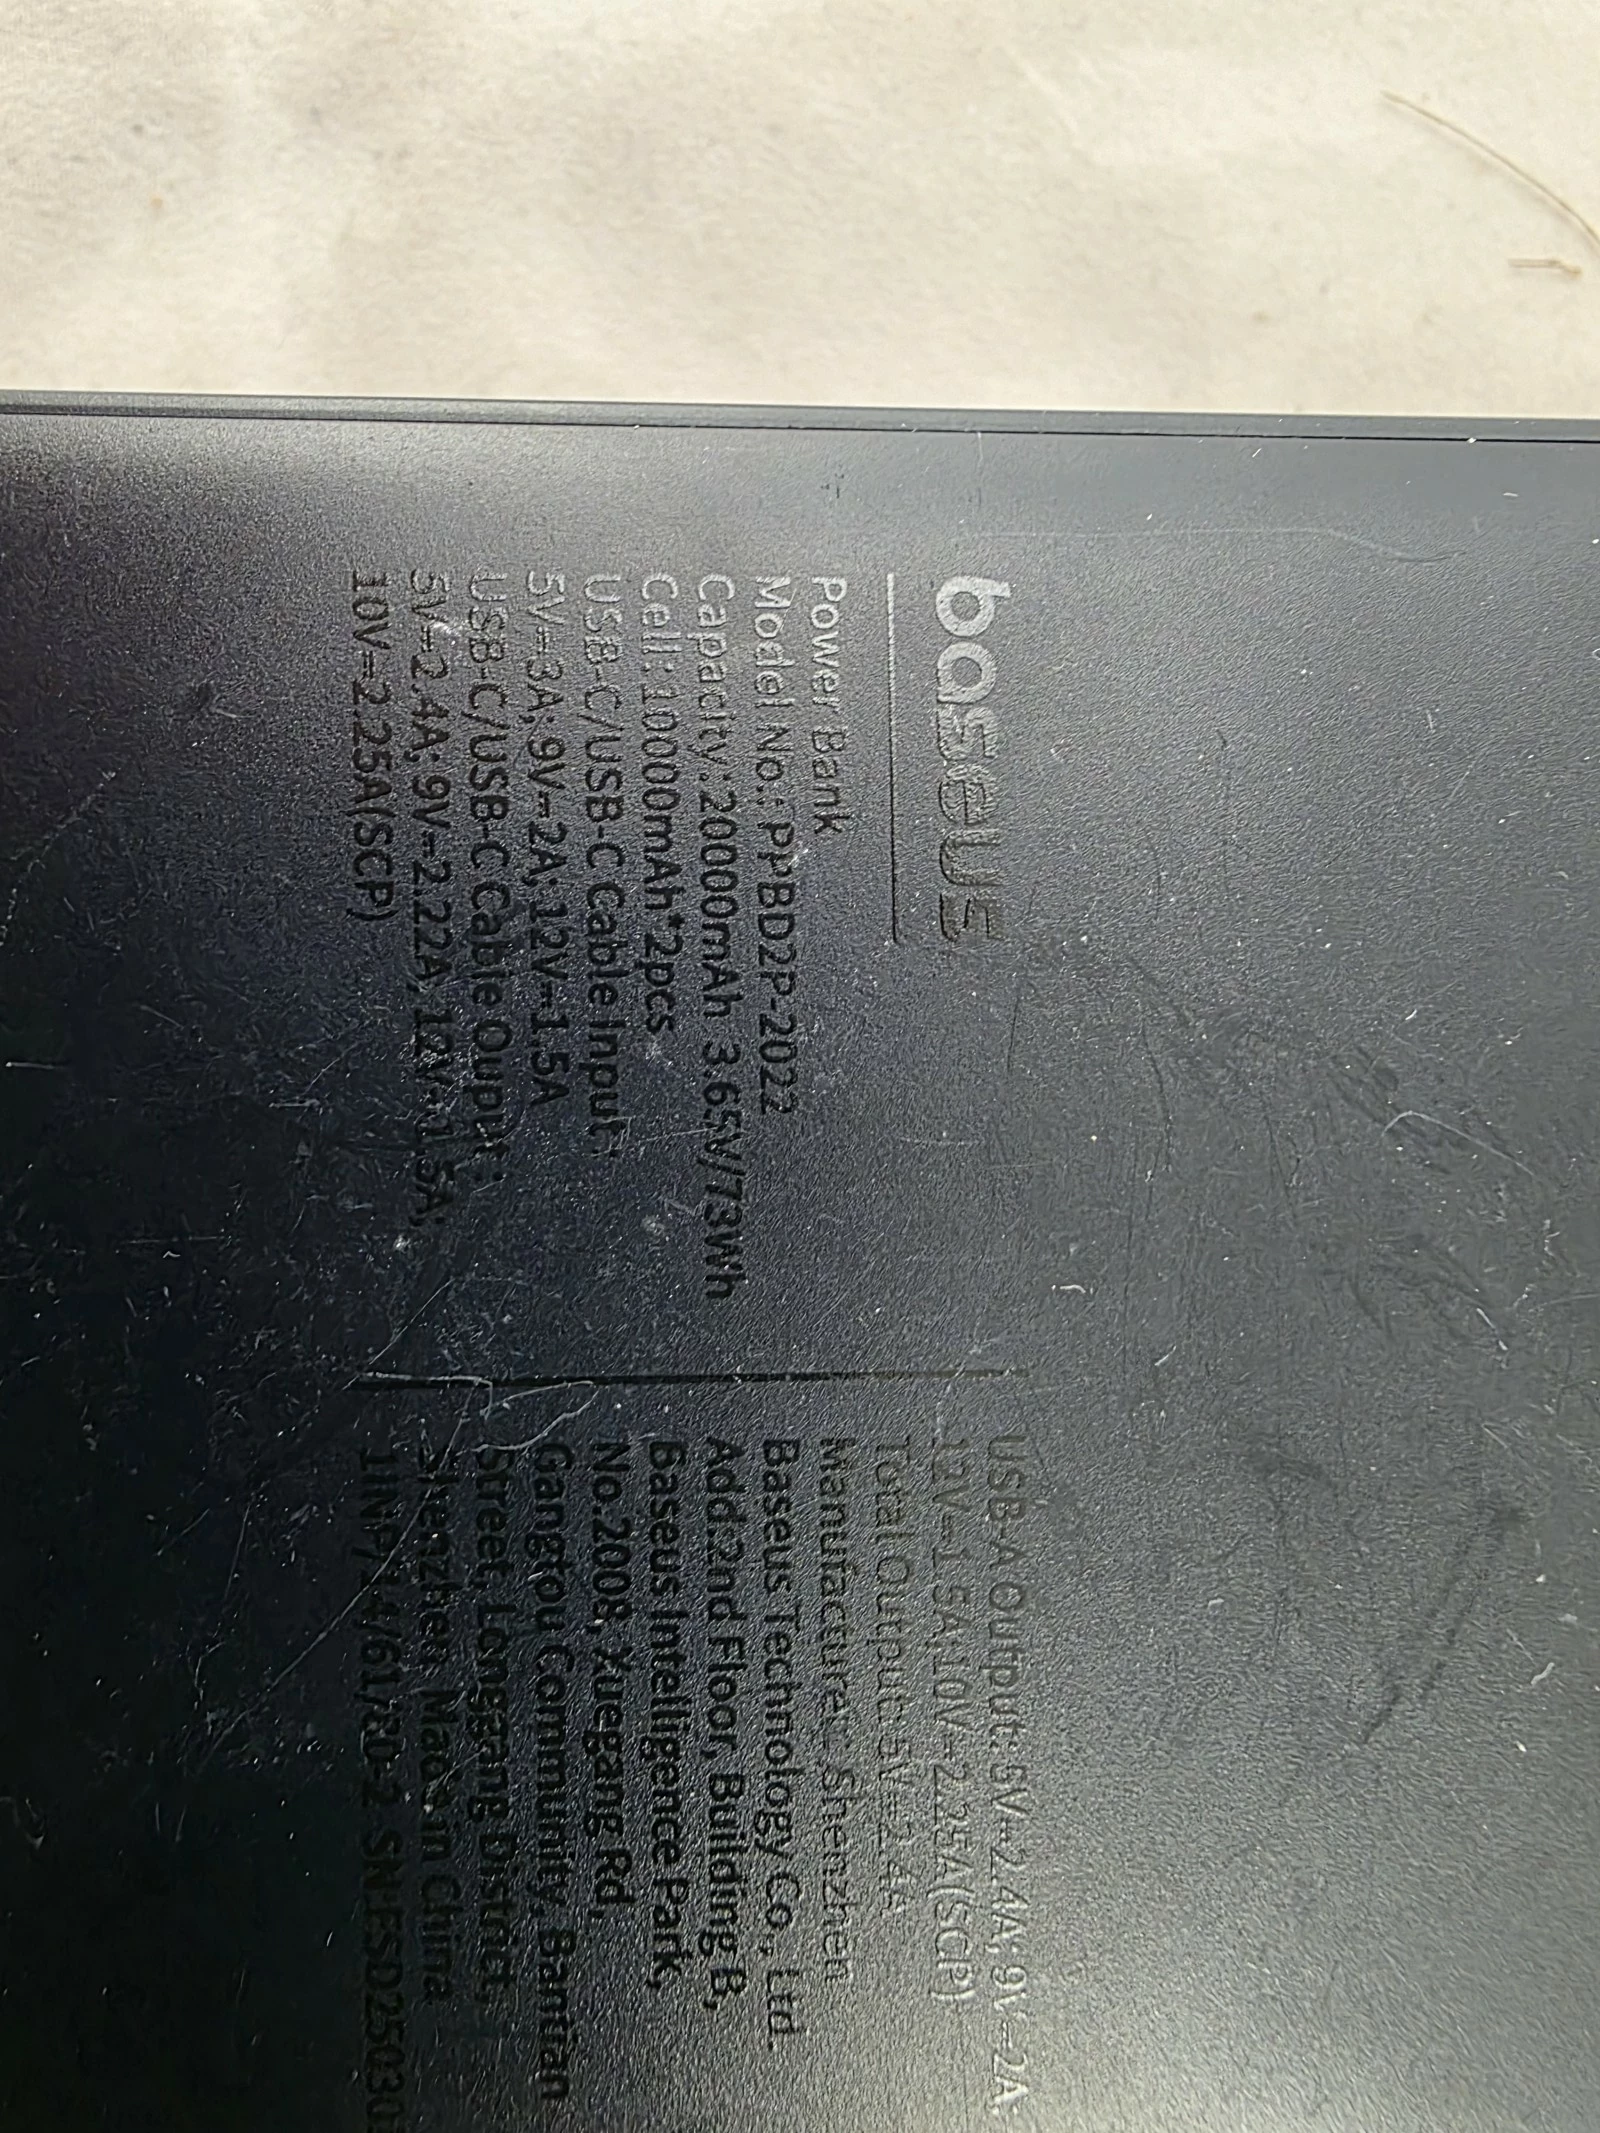 baseus
Power Bank
Model No.: PPBD2P-2022
Capacity: 20000mAh 3.65V/73Wh
Cell: 10000mAh*2pcs
USB-C/USB-C Cable Input:
5V⎓3A; 9V⎓2A; 12V⎓1.5A
USB-C/USB-C Cable Output:
5V⎓2.4A; 9V⎓2.22A; 12V⎓1.5A;
10V⎓2.25A(SCP)
USB-A Output: 5V⎓2.4A; 9V⎓2A;
12V⎓1.5A; 10V⎓2.25A(SCP)
Total Output: 5V⎓2.4A
Manufacturer: Shenzhen
Baseus Technology Co., Ltd.
Add: 2nd Floor, Building B,
Baseus Intelligence Park,
No.2008, Xuegang Rd,
Gangtou Community, Bantian
Street, Longgang District,
Shenzhen Made in China